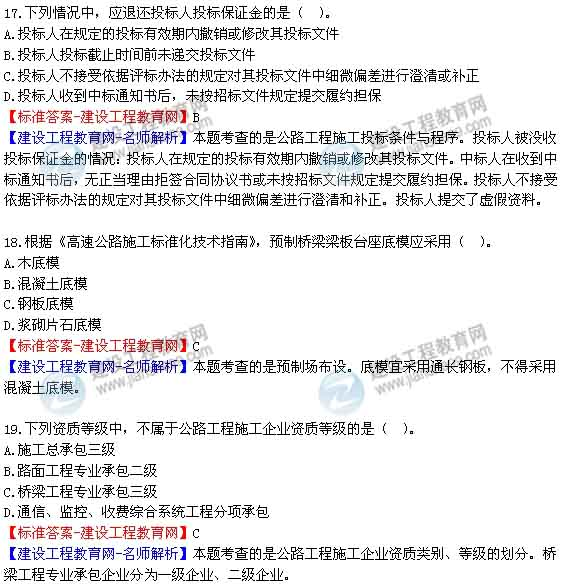 17.下列情况中，应退还投标人投标保证金的是（　）。
A.投标人在规定的投标有效期内撤销或修改其投标文件
B.投标人投标截止时间前未递交投标文件
C.投标人不接受依据评标办法的规定对其投标文件中细微偏差进行澄清或补正
D.投标人收到中标通知书后，未按招标文件规定提交履约担保
【标准答案-建设工程教育网】B
【建设工程教育网-名师解析】本题考查的是公路工程施工投标条件与程序。投标人被没收
投标保证金的情况：投标人在规定的投标有效期内撤销或修改其投标文件。中标人在收到中
标通知书后，无正当理由拒签合同协议书或未按招标文件规定提交履约担保。投标人不接受
依据评标办法的规定对其投标文件中细微偏差进行澄清和补正。投标人提交了虚假资料。
18.根据《高速公路施工标准化技术指南》，预制桥梁梁板台座底模应采用（　）。
A.木底模
B.混凝土底模
C.钢板底模
D.浆砌片石底模
【标准答案-建设工程教育网】C
【建设工程教育网-名师解析】本题考查的是预制场布设。底模宜采用通长钢板，不得采用
混凝土底模。
19.下列资质等级中，不属于公路工程施工企业资质等级的是（　）。
A.施工总承包三级
B.路面工程专业承包二级
C.桥梁工程专业承包三级
D.通信、监控、收费综合系统工程分项承包
【标准答案-建设工程教育网】C
【建设工程教育网-名师解析】本题考查的是公路工程施工企业资质类别、等级的划分。桥
梁工程专业承包企业分为一级企业、二级企业。